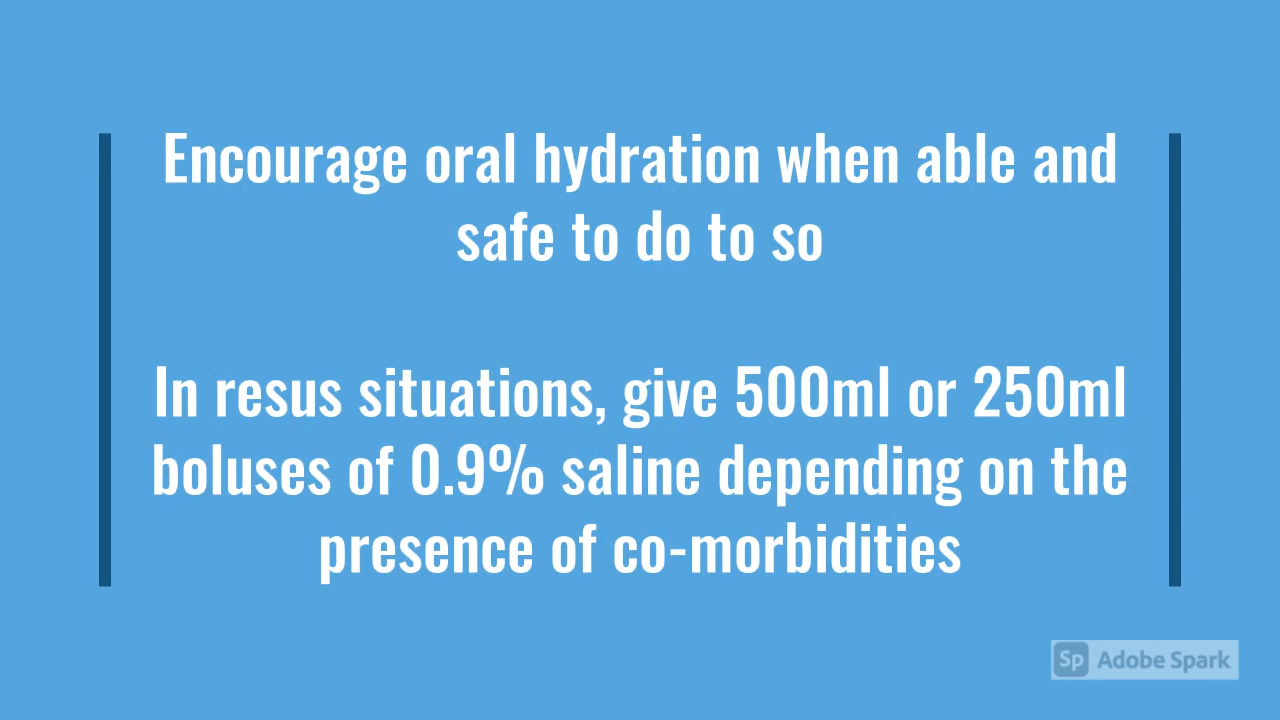 Encourage oral hydration when able and
safe to do to so
In resus situations, give 500ml or 250ml
boluses of 0.9% saline depending on the
presence of co-morbidities
Sp Adobe Spark